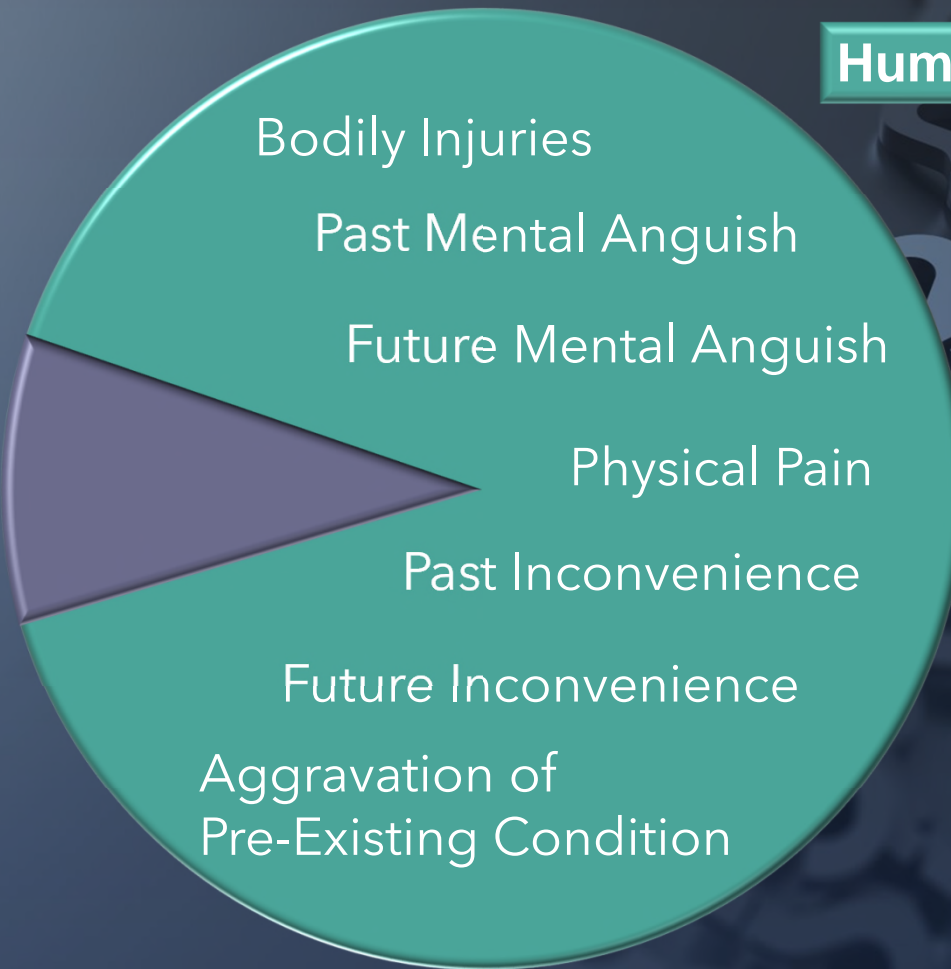 Hum
Bodily Injuries
Past Mental Anguish
Future Mental Anguish
Physical Pain
Past Inconvenience
Future Inconvenience
Aggravation of
Pre-Existing Condition